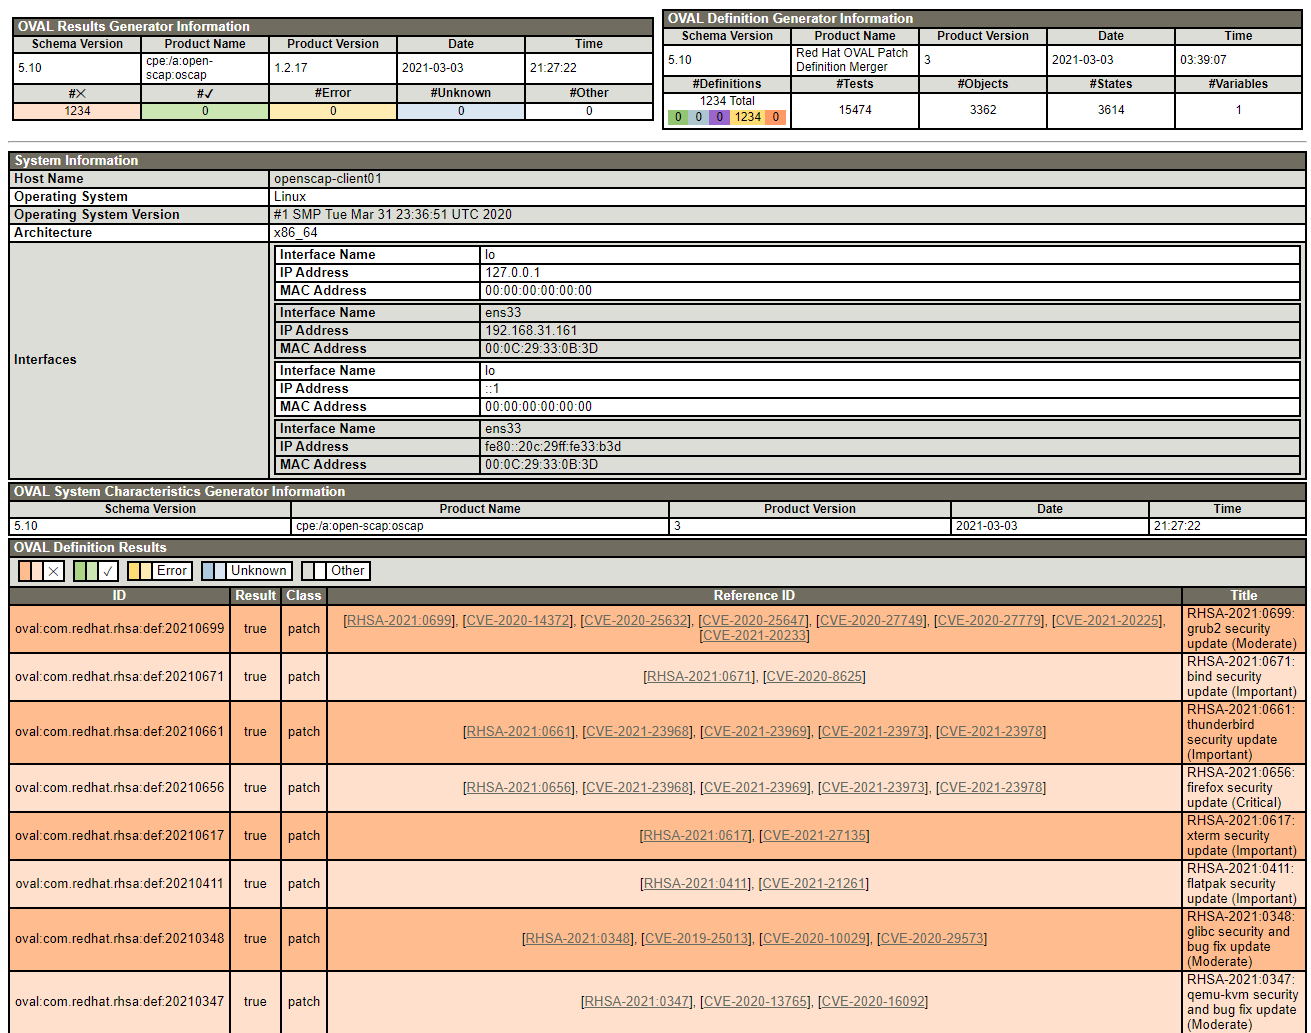 OVAL Results Generator Information
Schema Version Product Name Product Version Date Time
5.10 cpe:/a:open-scap:oscap 1.2.17 2021-03-03 21:27:22
#✕ #✓ #Error #Unknown #Other
1234 0 0 0 0
OVAL Definition Generator Information
Schema Version Product Name Product Version Date Time
5.10 Red Hat OVAL Patch Definition Merger 3 2021-03-03 03:39:07
#Definitions #Tests #Objects #States #Variables
1234 Total
0 0 0 1234 0 15474 3362 3614 1
System Information
Host Name openscap-client01
Operating System Linux
Operating System Version #1 SMP Tue Mar 31 23:36:51 UTC 2020
Architecture x86_64
Interfaces
Interface Name lo
IP Address 127.0.0.1
MAC Address 00:00:00:00:00:00
Interface Name ens33
IP Address 192.168.31.161
MAC Address 00:0C:29:33:0B:3D
Interface Name lo
IP Address ::1
MAC Address 00:00:00:00:00:00
Interface Name ens33
IP Address fe80::20c:29ff:fe33:b3d
MAC Address 00:0C:29:33:0B:3D
OVAL System Characteristics Generator Information
Schema Version Product Name Product Version Date Time
5.10 cpe:/a:open-scap:oscap 3 2021-03-03 21:27:22
OVAL Definition Results
✕ ✓ Error Unknown Other
ID Result Class Reference ID Title
oval:com.redhat.rhsa:def:20210699 true patch [RHSA-2021:0699], [CVE-2020-14372], [CVE-2020-25632], [CVE-2020-25647], [CVE-2020-27749], [CVE-2020-27779], [CVE-2021-20225],
[CVE-2021-20233]
RHSA-2021:0699:
grub2 security
update (Moderate)
oval:com.redhat.rhsa:def:20210671 true patch [RHSA-2021:0671], [CVE-2020-8625]
RHSA-2021:0671:
bind security
update (Important)
oval:com.redhat.rhsa:def:20210661 true patch [RHSA-2021:0661], [CVE-2021-23968], [CVE-2021-23969], [CVE-2021-23973], [CVE-2021-23978]
RHSA-2021:0661:
thunderbird
security update
(Important)
oval:com.redhat.rhsa:def:20210656 true patch [RHSA-2021:0656], [CVE-2021-23968], [CVE-2021-23969], [CVE-2021-23973], [CVE-2021-23978]
RHSA-2021:0656:
firefox security
update (Critical)
oval:com.redhat.rhsa:def:20210617 true patch [RHSA-2021:0617], [CVE-2021-27135]
RHSA-2021:0617:
xterm security
update (Important)
oval:com.redhat.rhsa:def:20210411 true patch [RHSA-2021:0411], [CVE-2021-21261]
RHSA-2021:0411:
flatpak security
update (Important)
oval:com.redhat.rhsa:def:20210348 true patch [RHSA-2021:0348], [CVE-2019-25013], [CVE-2020-10029], [CVE-2020-29573]
RHSA-2021:0348:
glibc security and
bug fix update
(Moderate)
oval:com.redhat.rhsa:def:20210347 true patch [RHSA-2021:0347], [CVE-2020-13765], [CVE-2020-16092]
RHSA-2021:0347:
qemu-kvm security
and bug fix update
(Moderate)